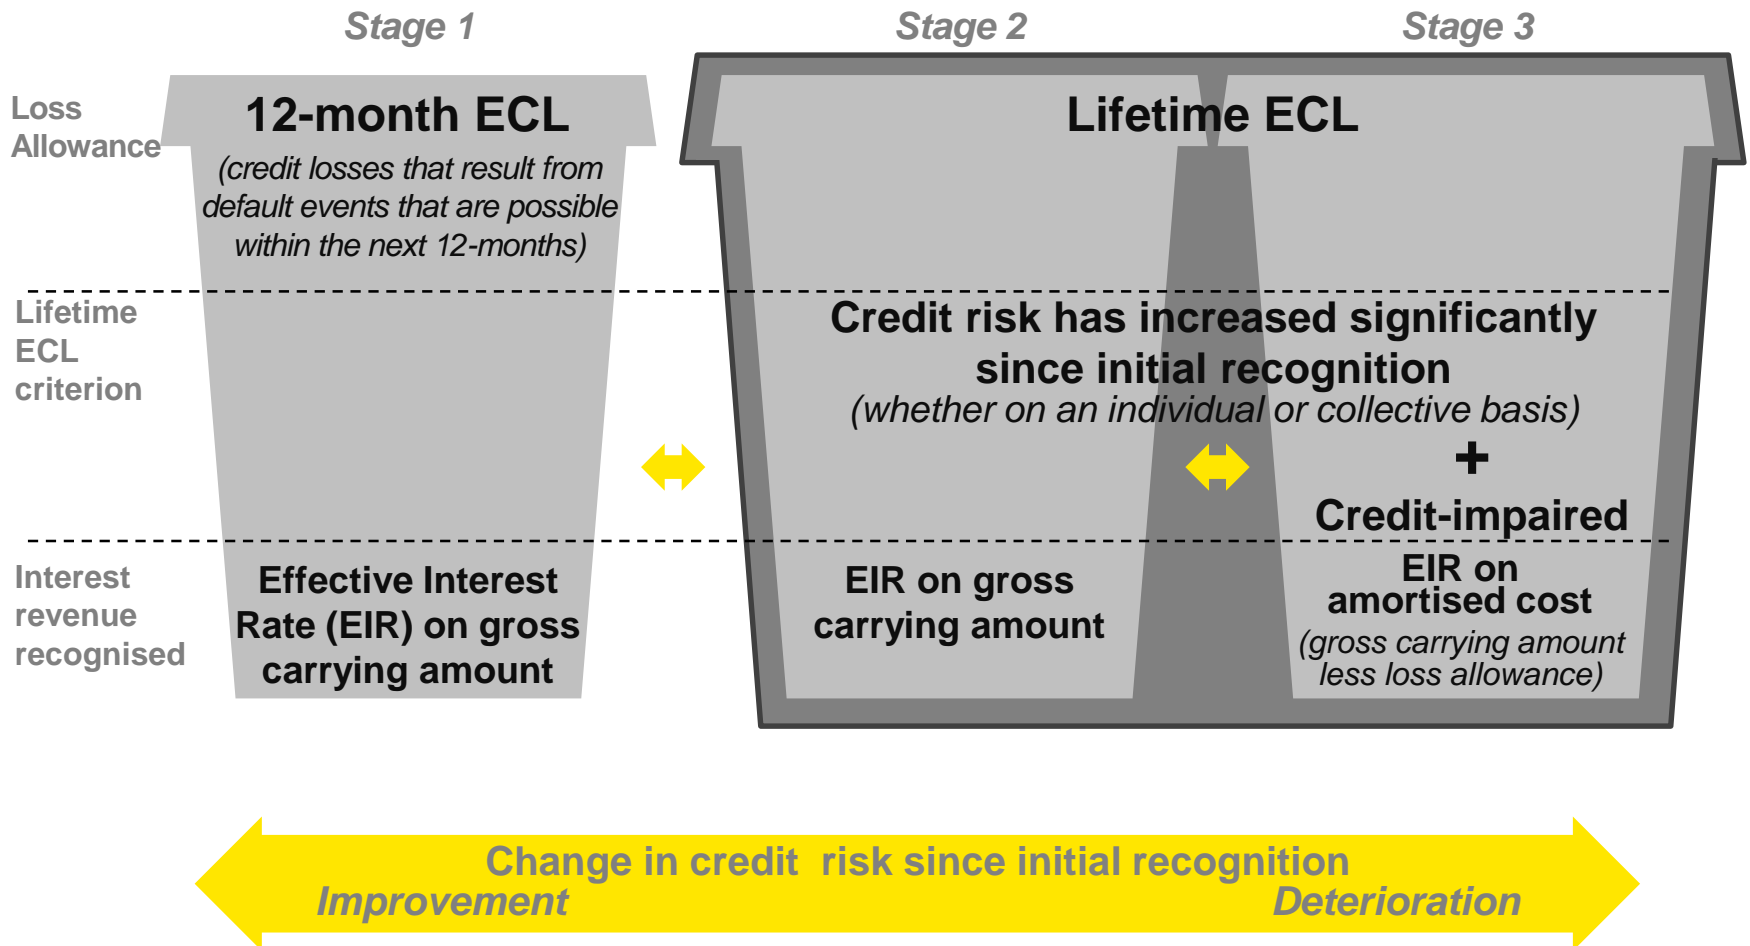 Stage 1
Stage 2
Stage 3
Loss
Allowance
12-month ECL
(credit losses that result from
default events that are possible
within the next 12-months)
Lifetime ECL
Lifetime
ECL
criterion
Credit risk has increased significantly
since initial recognition
(whether on an individual or collective basis)
+
Credit-impaired
Interest
revenue
recognised
Effective Interest
Rate (EIR) on gross
carrying amount
EIR on gross
carrying amount
EIR on
amortised cost
(gross carrying amount
less loss allowance)
Change in credit  risk since initial recognition
Improvement
Deterioration